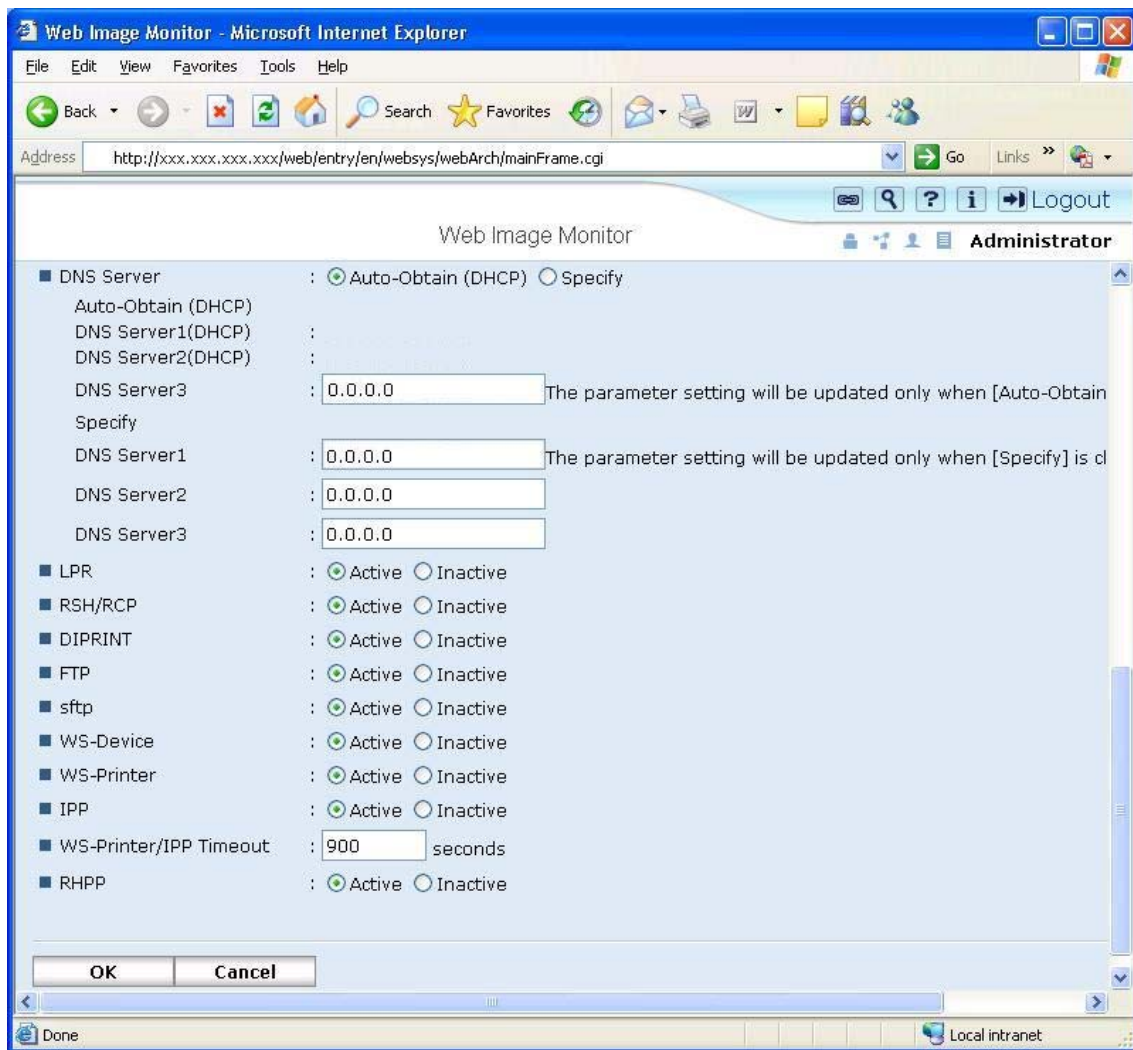 Web Image Monitor - Microsoft Internet Explorer
File Edit View Favorites Tools Help
Back Search Favorites
Address http://xxx.xxx.xxx.xxx/web/entry/en/websys/webArch/mainFrame.cgi Go Links »
? i Logout
Web Image Monitor Administrator
DNS Server : Auto-Obtain (DHCP) Specify
Auto-Obtain (DHCP)
DNS Server1(DHCP) :
DNS Server2(DHCP) :
DNS Server3 : 0.0.0.0 The parameter setting will be updated only when [Auto-Obtain
Specify
DNS Server1 : 0.0.0.0 The parameter setting will be updated only when [Specify] is cl
DNS Server2 : 0.0.0.0
DNS Server3 : 0.0.0.0
LPR : Active Inactive
RSH/RCP : Active Inactive
DIPRINT : Active Inactive
FTP : Active Inactive
sftp : Active Inactive
WS-Device : Active Inactive
WS-Printer : Active Inactive
IPP : Active Inactive
WS-Printer/IPP Timeout : 900 seconds
RHPP : Active Inactive
OK Cancel
Done Local intranet